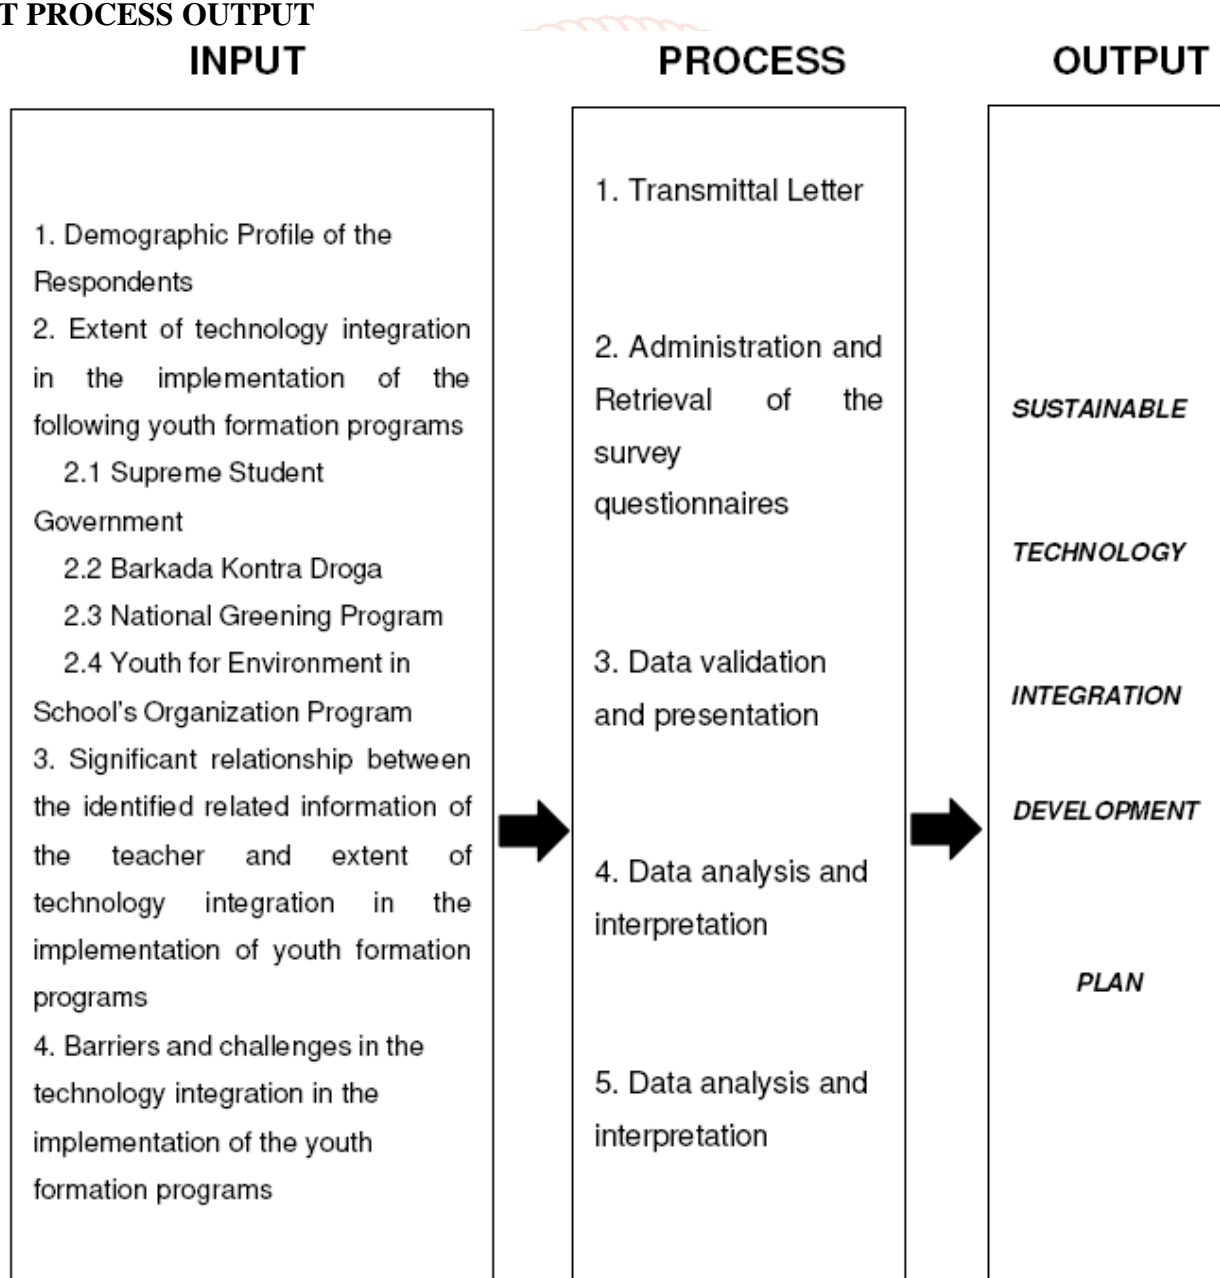 T PROCESS OUTPUT
INPUT
1. Demographic Profile of the
Respondents
2. Extent of technology integration
in the implementation of the
following youth formation programs
2.1 Supreme Student
Government
2.2 Barkada Kontra Droga
2.3 National Greening Program
2.4 Youth for Environment in
School's Organization Program
3. Significant relationship between
the identified related information of
the teacher and extent of
technology integration in the
implementation of youth formation
programs
4. Barriers and challenges in the
technology integration in the
implementation of the youth
formation programs
PROCESS
1. Transmittal Letter
2. Administration and
Retrieval of the
survey
questionnaires
3. Data validation
and presentation
4. Data analysis and
interpretation
5. Data analysis and
interpretation
OUTPUT
SUSTAINABLE
TECHNOLOGY
INTEGRATION
DEVELOPMENT
PLAN